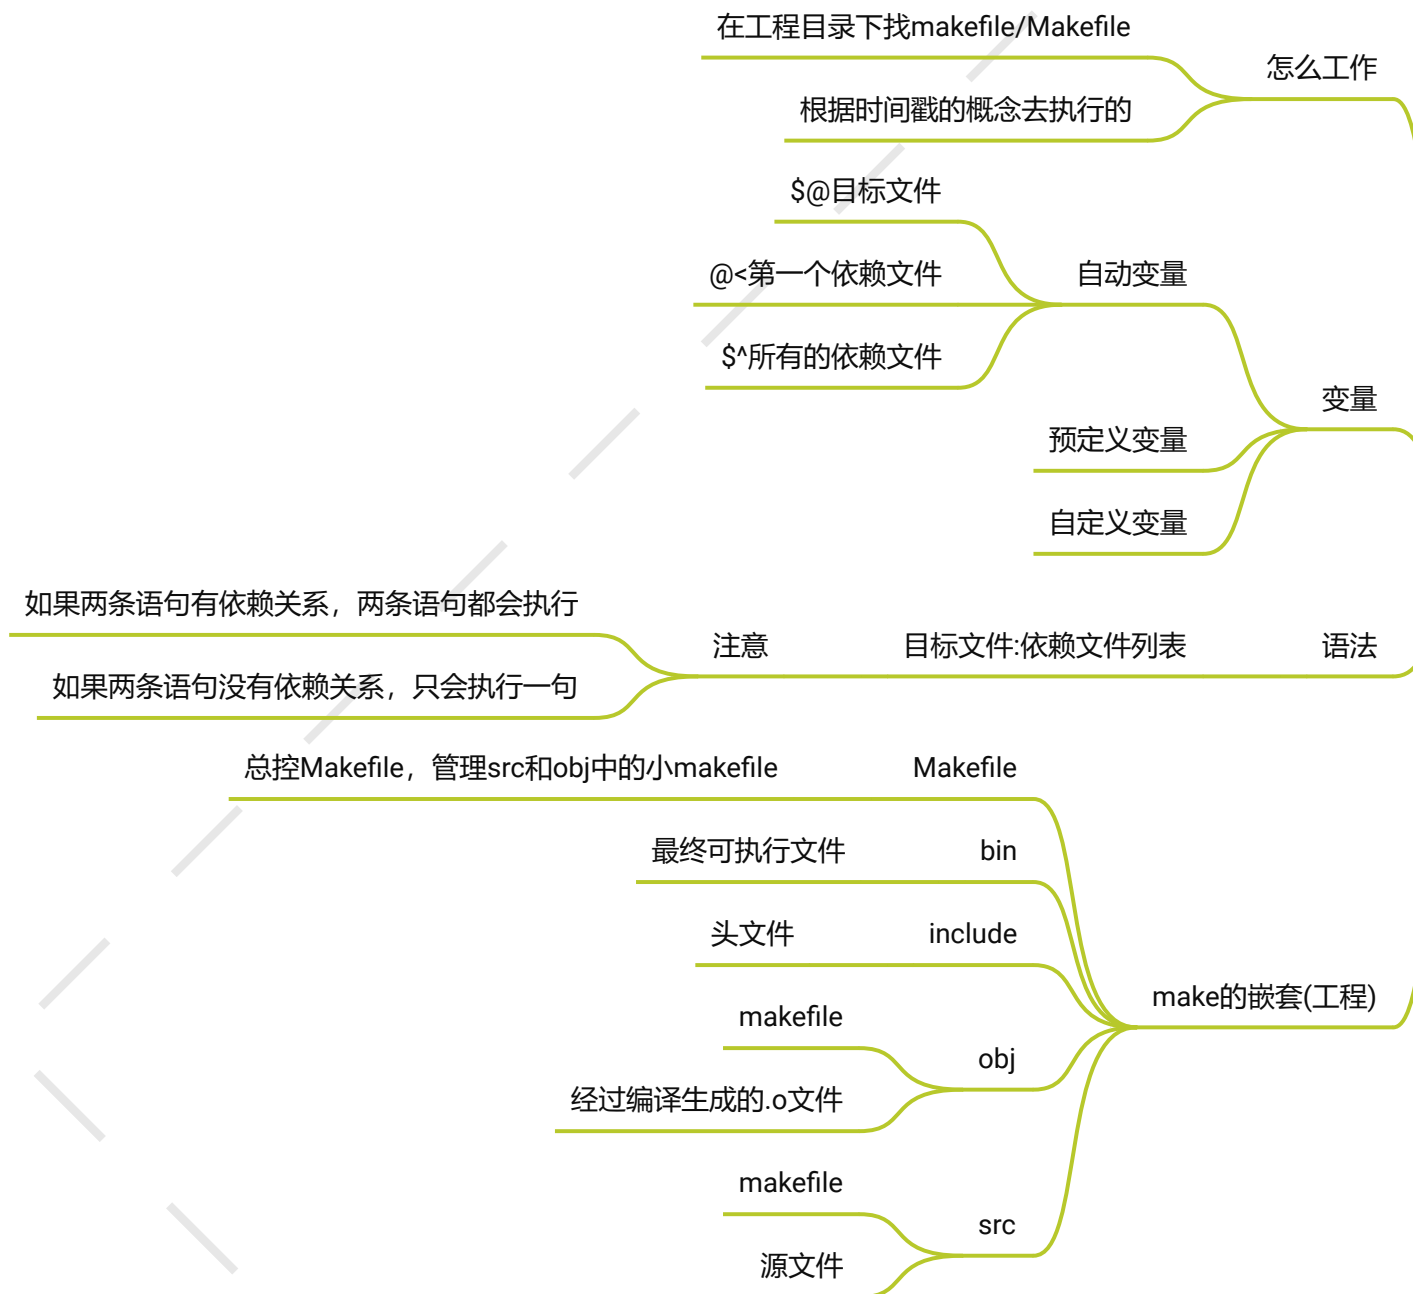 在工程目录下找makefile/Makefile
怎么工作
根据时间戳的概念去执行的
$@目标文件
@<第一个依赖文件
自动变量
$^所有的依赖文件
变量
预定义变量
自定义变量
如果两条语句有依赖关系，两条语句都会执行
注意
目标文件:依赖文件列表
语法
如果两条语句没有依赖关系，只会执行一句
总控Makefile，管理src和obj中的小makefile
Makefile
最终可执行文件
bin
头文件
include
make的嵌套(工程)
makefile
obj
经过编译生成的.o文件
makefile
src
源文件